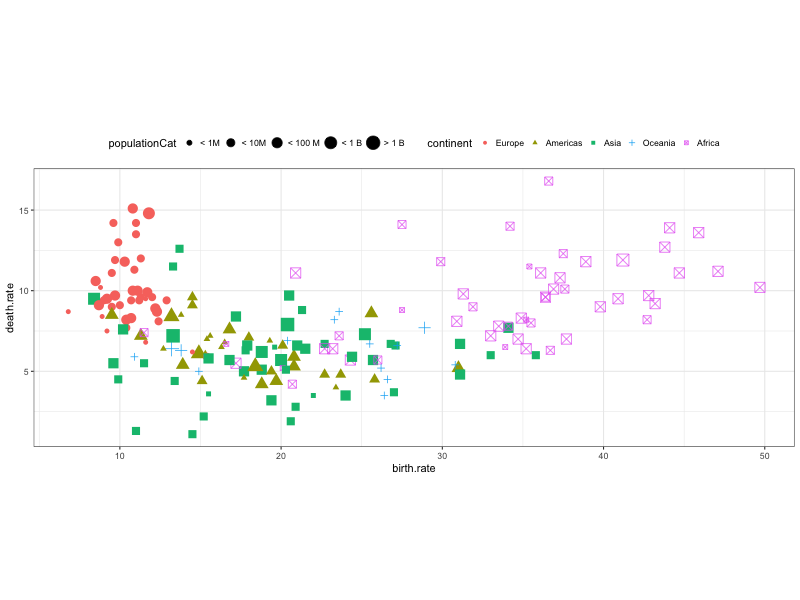 populationCat < 1M < 10M < 100 M < 1 B > 1 B continent Europe Americas Asia Oceania Africa
15
10
5
death.rate
10 20 30 40 50
birth.rate